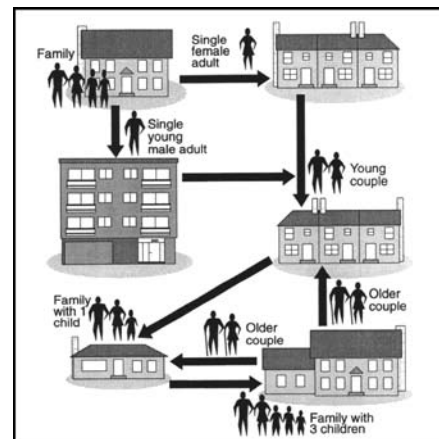 Family
Single
female
adult
Single
young
male adult
Young
couple
Family
with 1
child
Older
couple
Older
couple
Family with
3 children